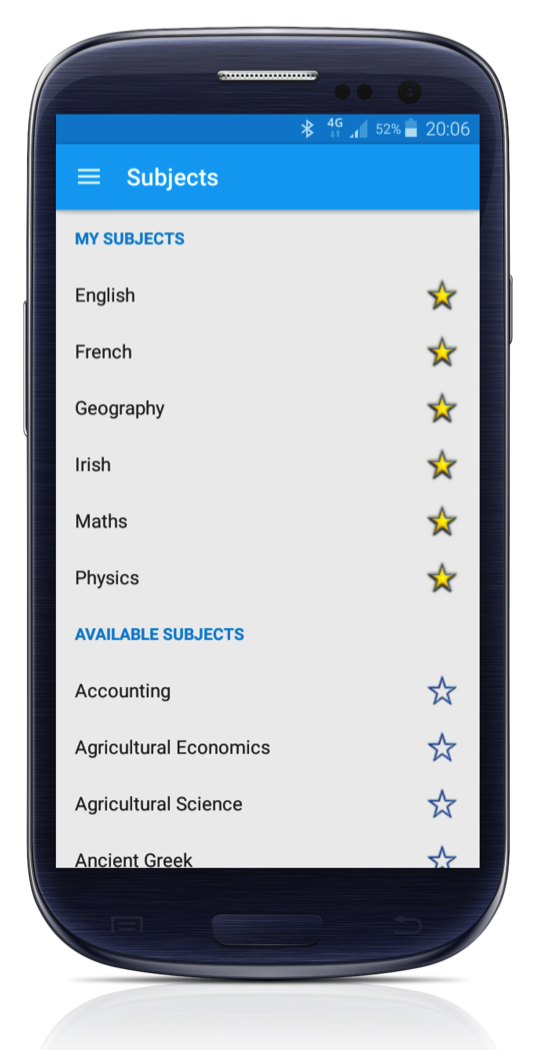 4G 52% 20:06
Subjects
MY SUBJECTS
English
French
Geography
Irish
Maths
Physics
AVAILABLE SUBJECTS
Accounting
Agricultural Economics
Agricultural Science
Ancient Greek